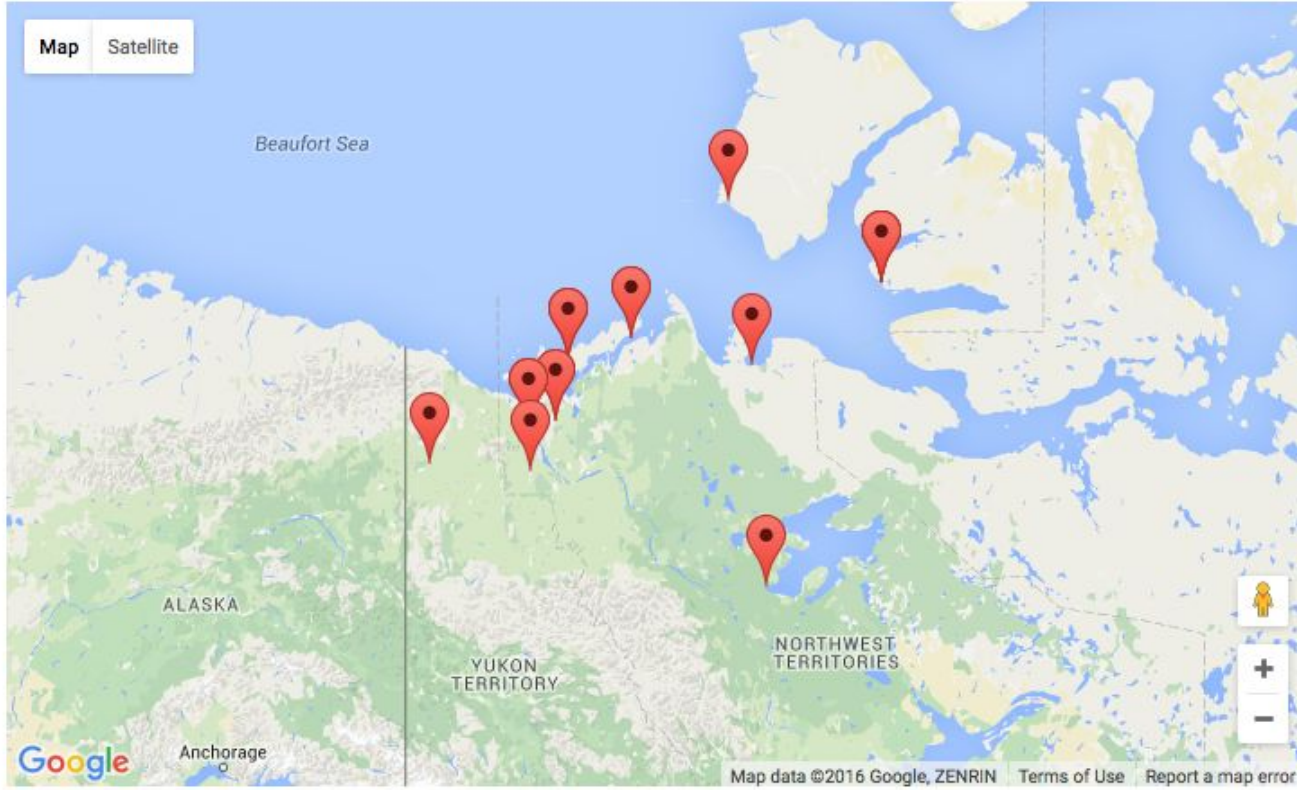 Map Satellite
Beaufort Sea
ALASKA
NORTHWEST
TERRITORIES
YUKON
TERRITORY
Anchorage
Google
Map data ©2016 Google, ZENRIN Terms of Use Report a map error